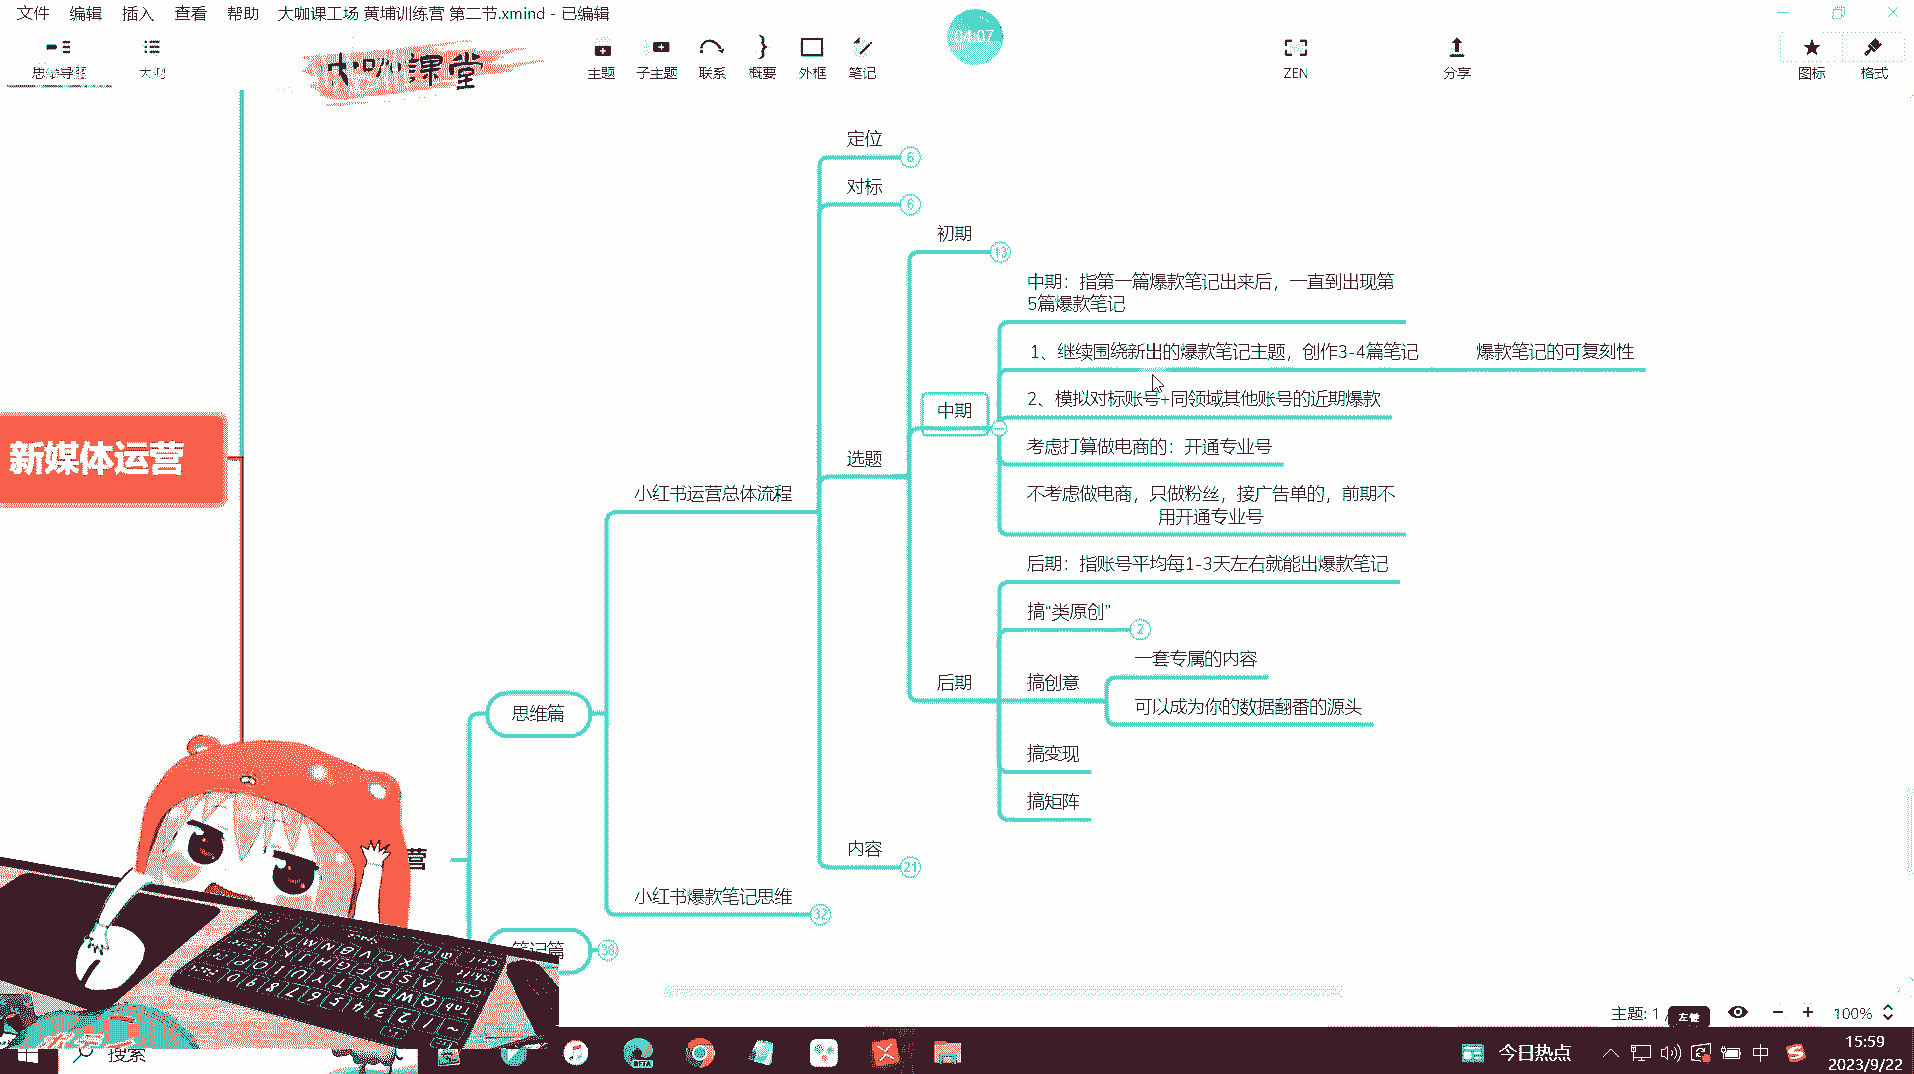 文件 编辑 插入 查看 帮助 大咖课工场 黄埔训练营 第二节.xmind - 已编辑
04:07
思维导图 大纲
大咖課堂
主题 子主题 联系 概要 外框 笔记 ZEN 分享 图标 格式
定位 6
对标 6
初期 13
中期：指第一篇爆款笔记出来后，一直到出现第
5篇爆款笔记
1、继续围绕新出的爆款笔记主题，创作3-4篇笔记 爆款笔记的可复刻性
2、模拟对标账号+同领域其他账号的近期爆款
中期
考虑打算做电商的：开通专业号
新媒体运营
选题
小红书运营总体流程
不考虑做电商，只做粉丝，接广告单的，前期不
用开通专业号
后期：指账号平均每1-3天左右就能出爆款笔记
搞“类原创” 2
一套专属的内容
后期
搞创意
可以成为你的数据翻番的源头
思维篇
搞变现
搞矩阵
内容 21
营
小红书爆款笔记思维 32
笔记篇 38
主题: 1 /
左键
100%
搜索
BETA
今日热点
中
15:59
2023/9/22